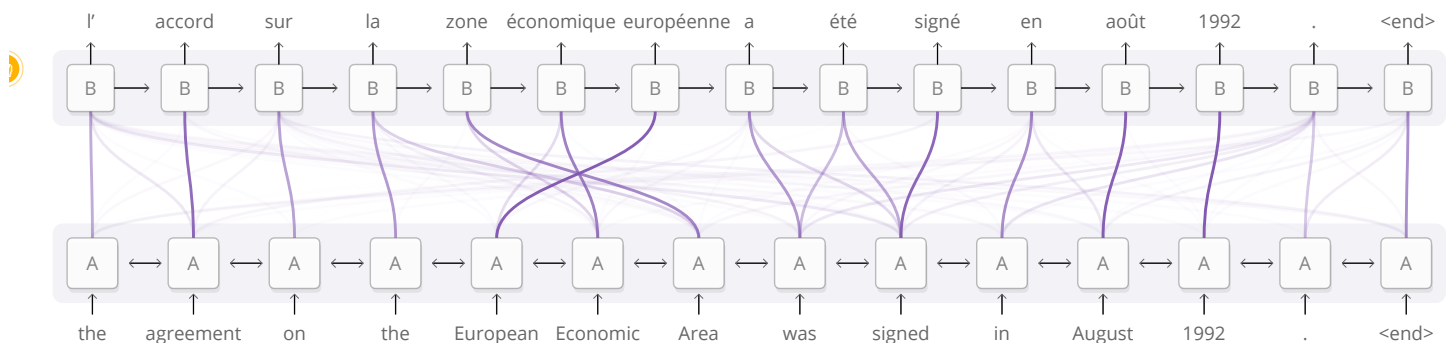 l’ accord sur la zone économique européenne a été signé en août 1992 . <end>
B B B B B B B B B B B B B B B
A A A A A A A A A A A A A A
the agreement on the European Economic Area was signed in August 1992 . <end>